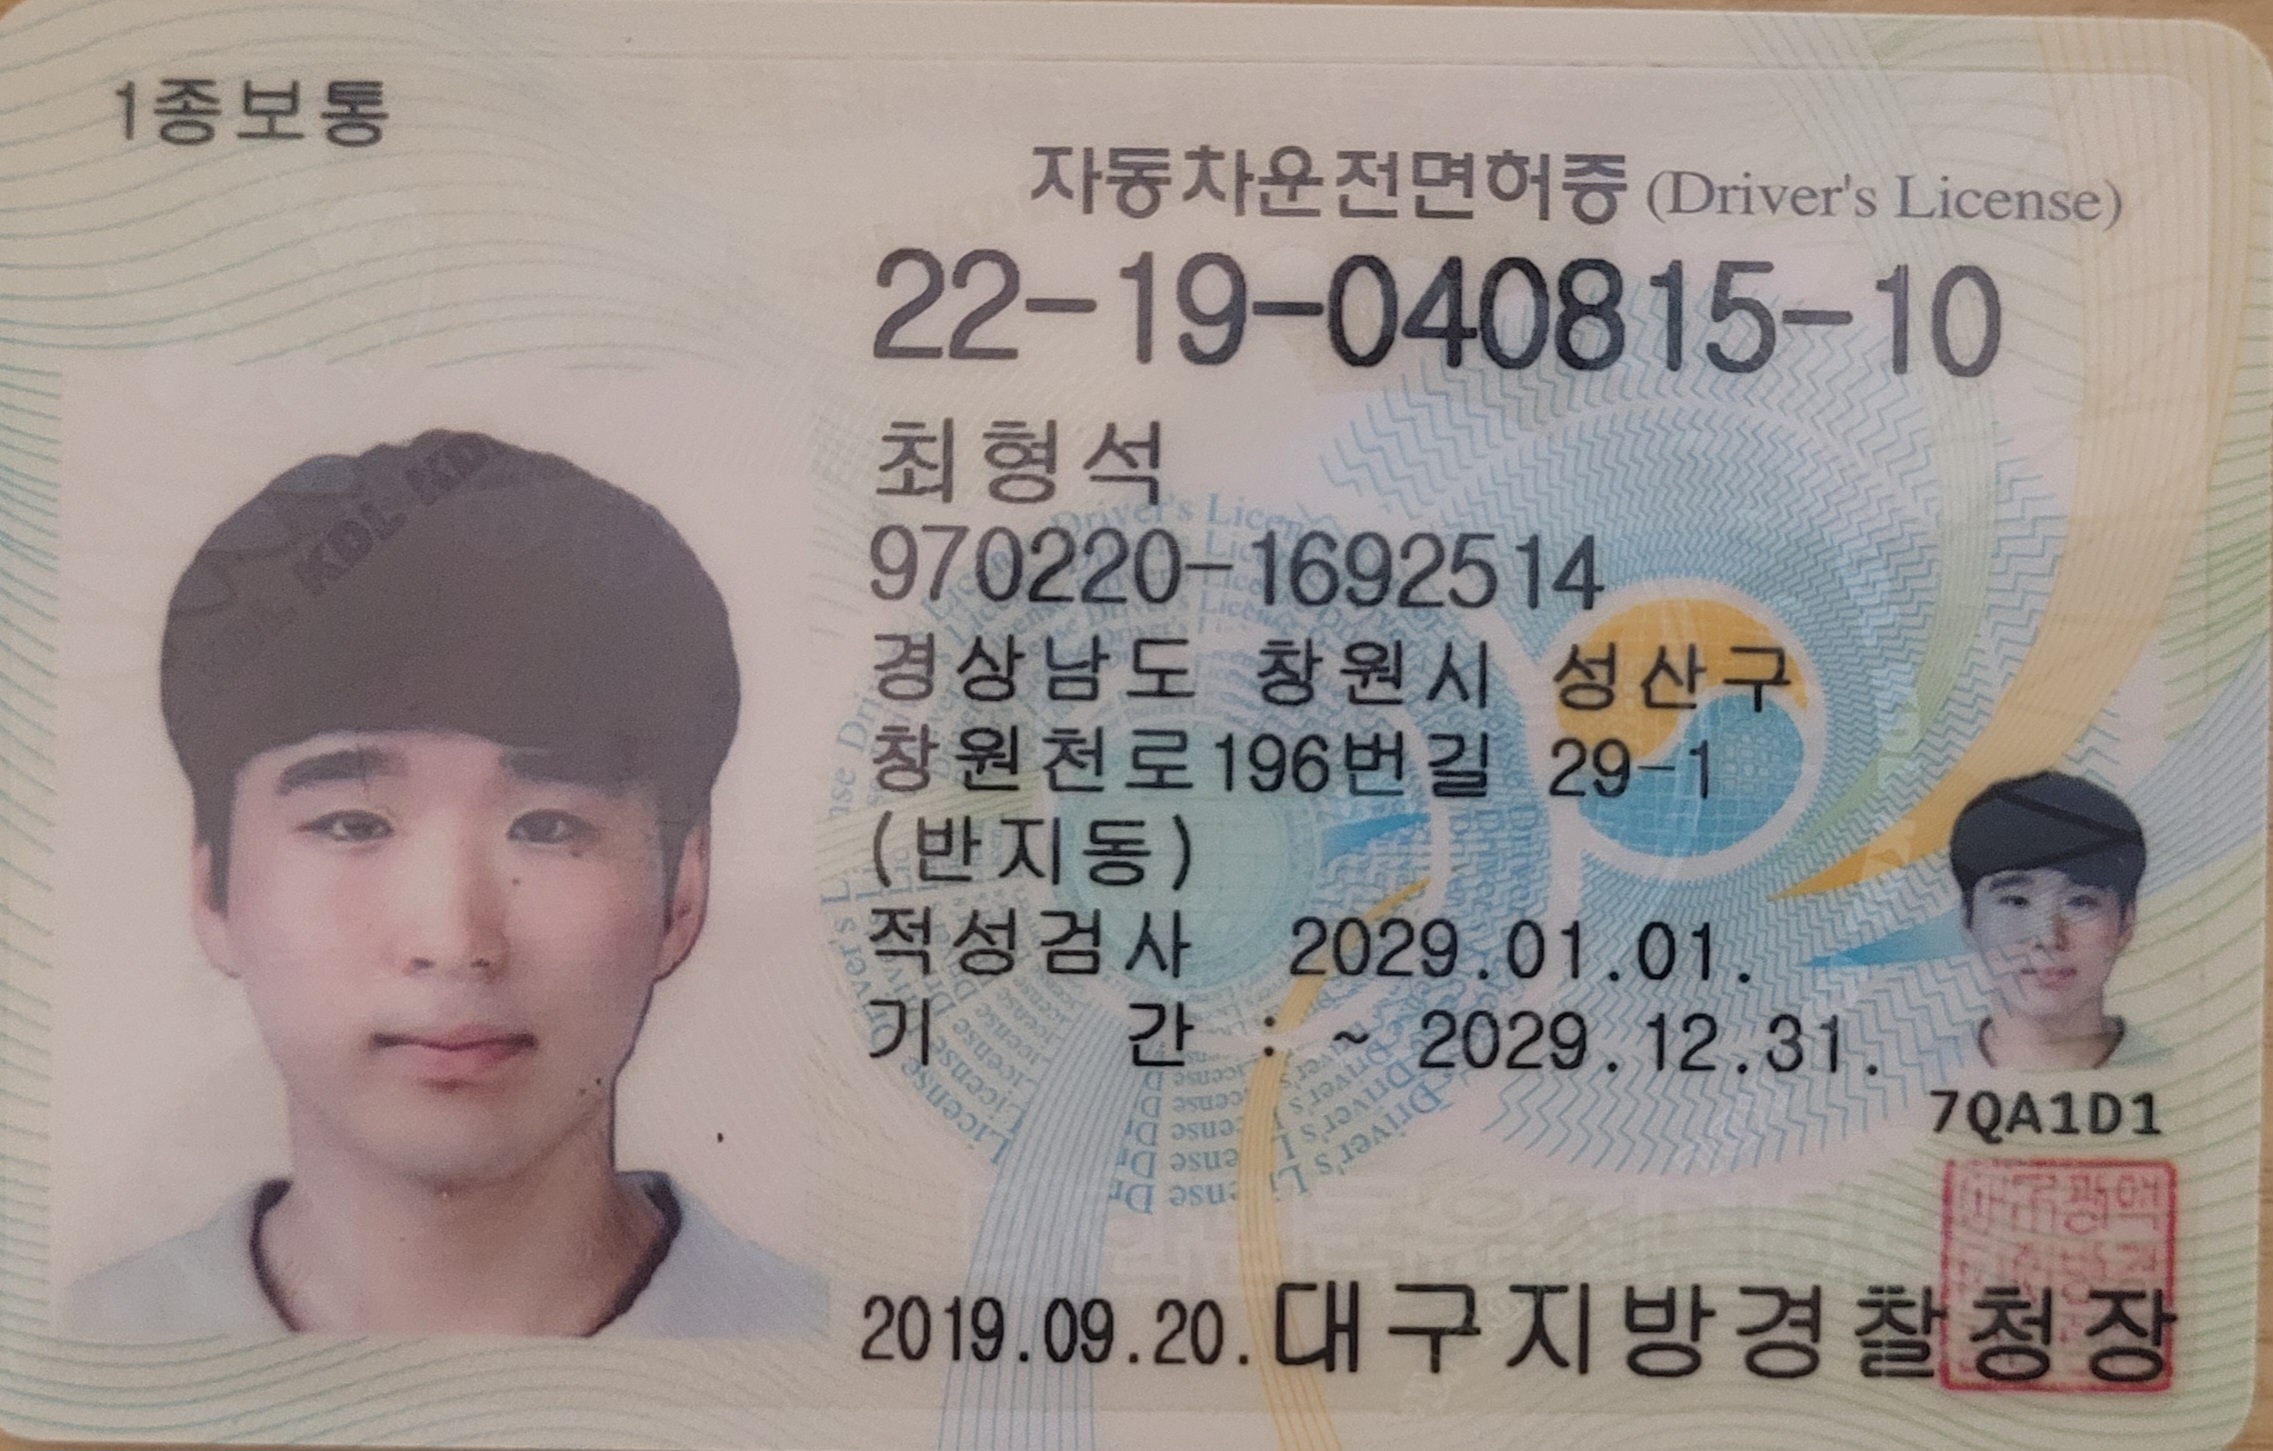 1종보통
자동차운전면허증 (Driver's License)
22-19-040815-10
최형석
970220-1692514
경상남도 창원시 성산구
창원천로196번길 29-1
(반지동)
적성검사 2029.01.01.
기 간 : ~ 2029.12.31.
7QA1D1
2019.09.20. 대구지방경찰청장